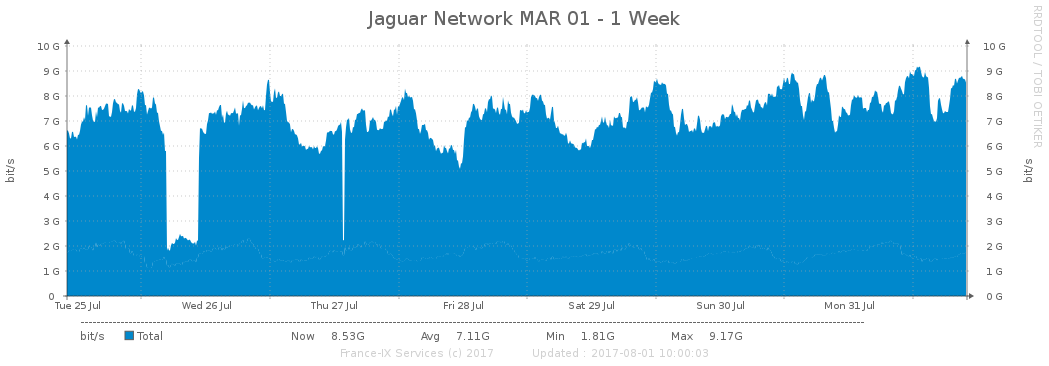 Jaguar Network MAR 01 - 1 Week
RRDTOOL / TOBI OETIKER
bit/s
bit/s
10 G 10 G
9 G 9 G
8 G 8 G
7 G 7 G
6 G 6 G
5 G 5 G
4 G 4 G
3 G 3 G
2 G 2 G
1 G 1 G
0 0 G
Tue 25 Jul Wed 26 Jul Thu 27 Jul Fri 28 Jul Sat 29 Jul Sun 30 Jul Mon 31 Jul
bit/s Total Now 8.53G Avg 7.11G Min 1.81G Max 9.17G
France-IX Services (c) 2017 Updated : 2017-08-01 10:00:03